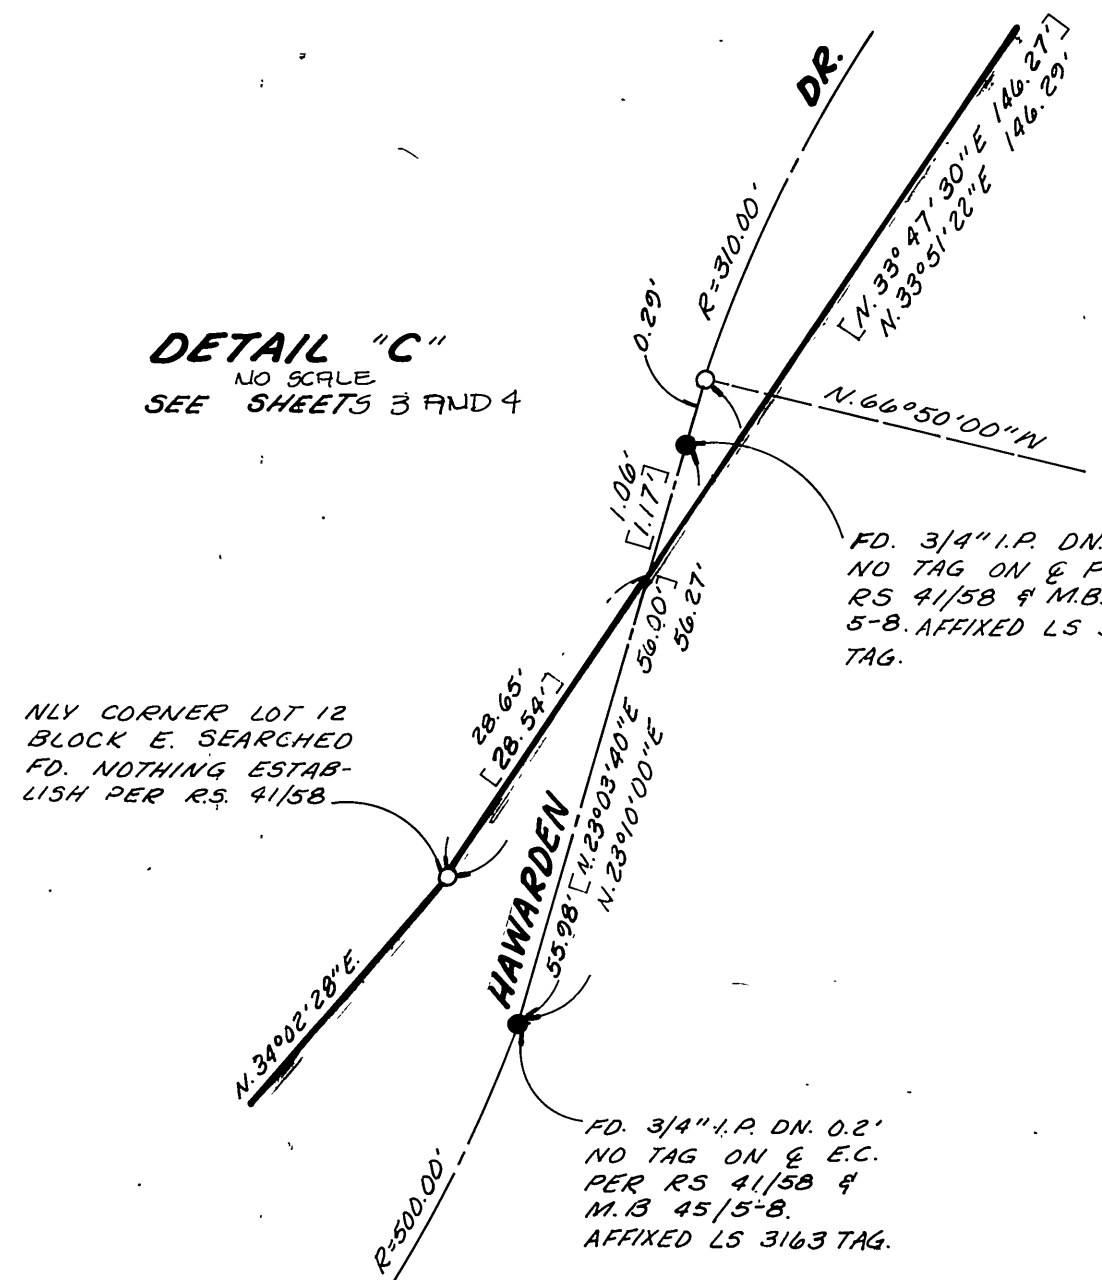 DR.
[N. 33° 47' 30" E 146.27']
N. 33° 51' 22" E 146.29'
R=310.00'
0.29'
DETAIL "C"
NO SCALE
SEE SHEETS 3 AND 4
N. 66° 50' 00" W
1.06'
[1.17']
FD. 3/4" I.P. DN.
NO TAG ON ℄ P
RS 41/58 & M.B.
5-8. AFFIXED LS
TAG.
28.65'
[28.54']
NLY CORNER LOT 12
BLOCK E. SEARCHED
FD. NOTHING ESTAB-
LISH PER R.S. 41/58
HAWARDEN
55.98' [N. 23° 03' 40" E 56.00']
N. 23° 10' 00" E 56.27'
N. 34° 02' 28" E.
FD. 3/4" I.P. DN. 0.2'
NO TAG ON ℄ E.C.
PER RS 41/58 &
M.B 45/5-8.
AFFIXED LS 3163 TAG.
R=500.00'